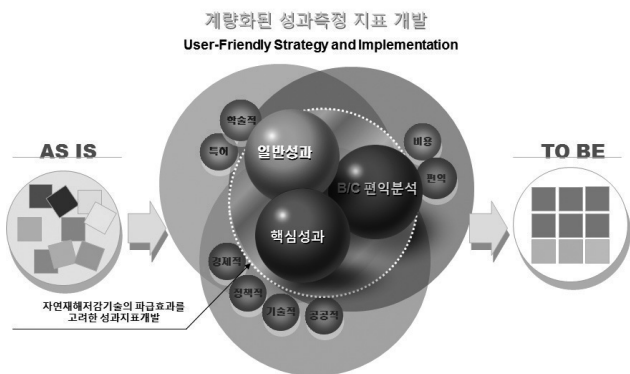 계량화된 성과측정 지표 개발
User-Friendly Strategy and Implementation
AS IS
학술적
특허
일반성과
비용
편익
B/C 편익분석
핵심성과
TO BE
경제적
정책적
기술적
공공적
자연재해저감기술의 파급효과를
고려한 성과지표개발